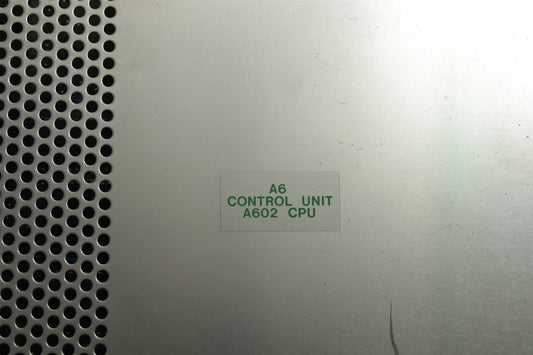 A6
CONTROL UNIT
A602 CPU